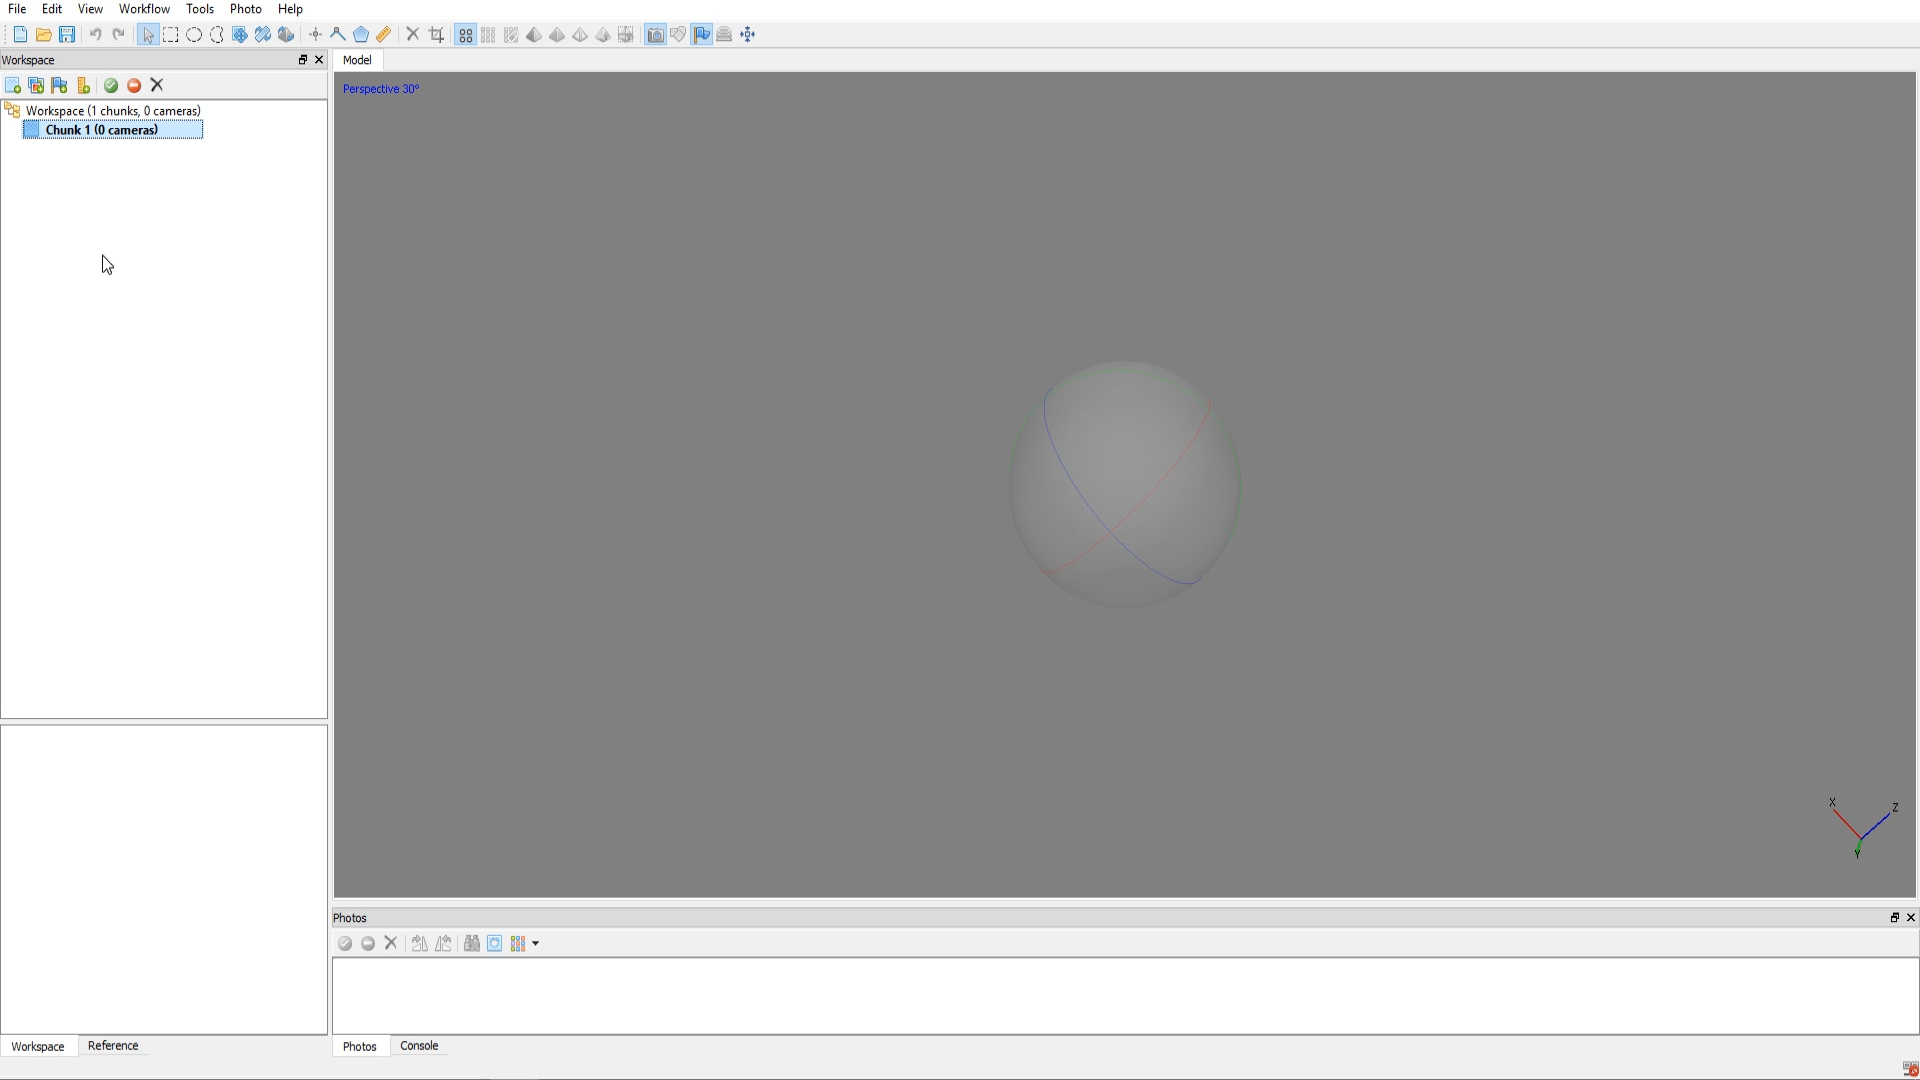 File Edit View Workflow Tools Photo Help
Workspace
Model
Perspective 30°
Workspace (1 chunks, 0 cameras)
Chunk 1 (0 cameras)
X
Z
Y
Photos
Workspace Reference
Photos Console